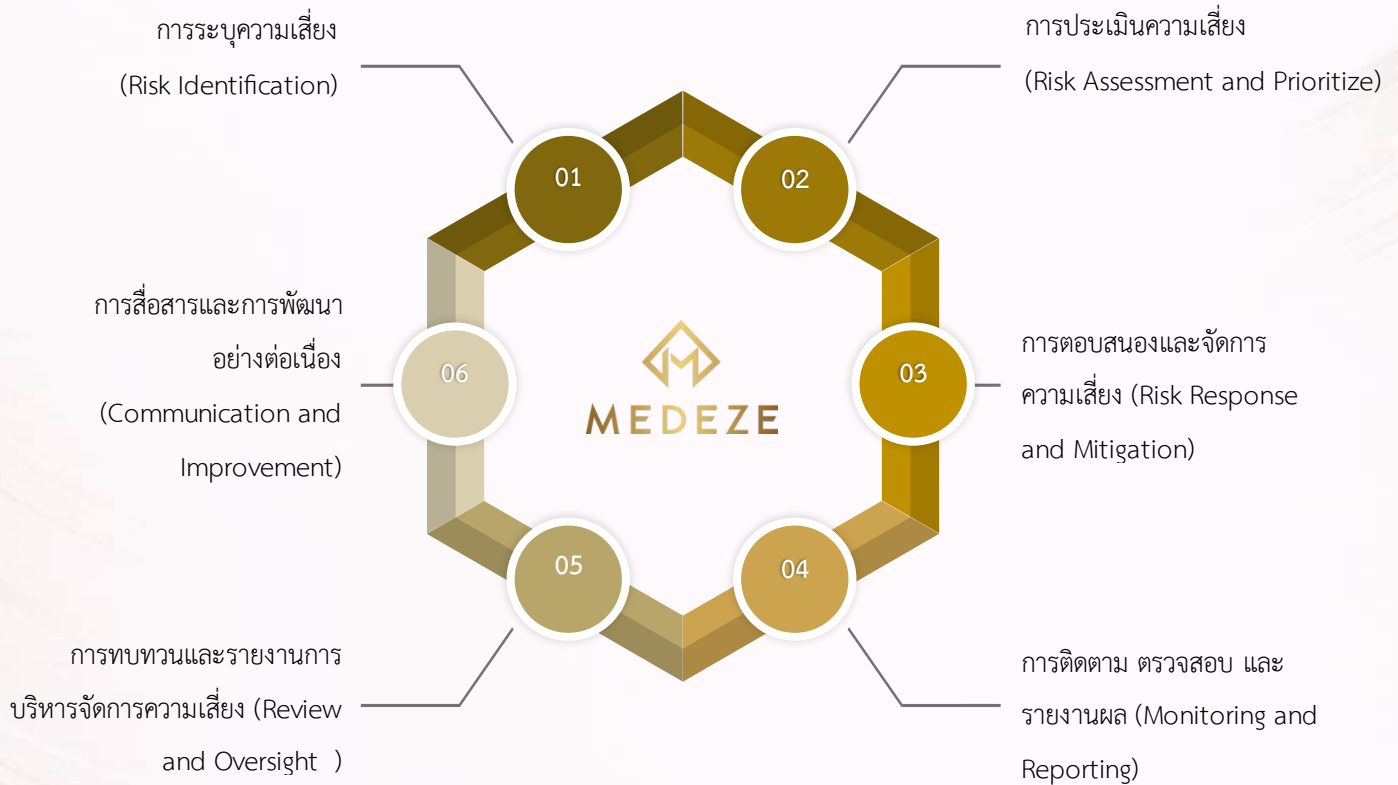 การระบุความเสี่ยง
(Risk Identification)
01
การประเมินความเสี่ยง
(Risk Assessment and Prioritize)
02
การตอบสนองและจัดการ
ความเสี่ยง (Risk Response
and Mitigation)
03
การติดตาม ตรวจสอบ และ
รายงานผล (Monitoring and
Reporting)
04
การทบทวนและรายงานการ
บริหารจัดการความเสี่ยง (Review
and Oversight )
05
การสื่อสารและการพัฒนา
อย่างต่อเนื่อง
(Communication and
Improvement)
06
MEDEZE